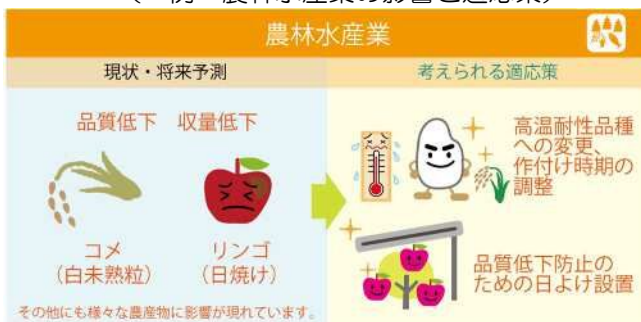 農林水産業
現状・将来予測
考えられる適応策
品質低下 収量低下
コメ
(白未熟粒)
リンゴ
(日焼け)
その他にも様々な農産物に影響が現れています。
高温耐性品種
への変更、
作付け時期の
調整
品質低下防止の
ための日よけ設置